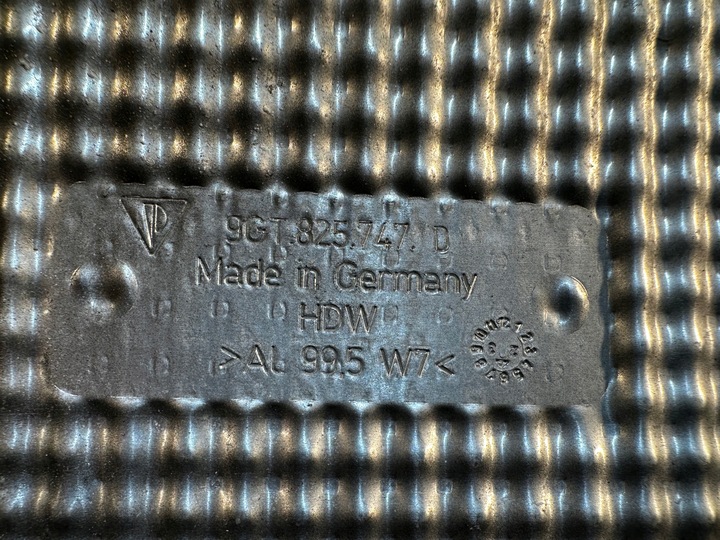 9GT.825.747. D
Made in Germany
HDW
>AL 99.5 W7<